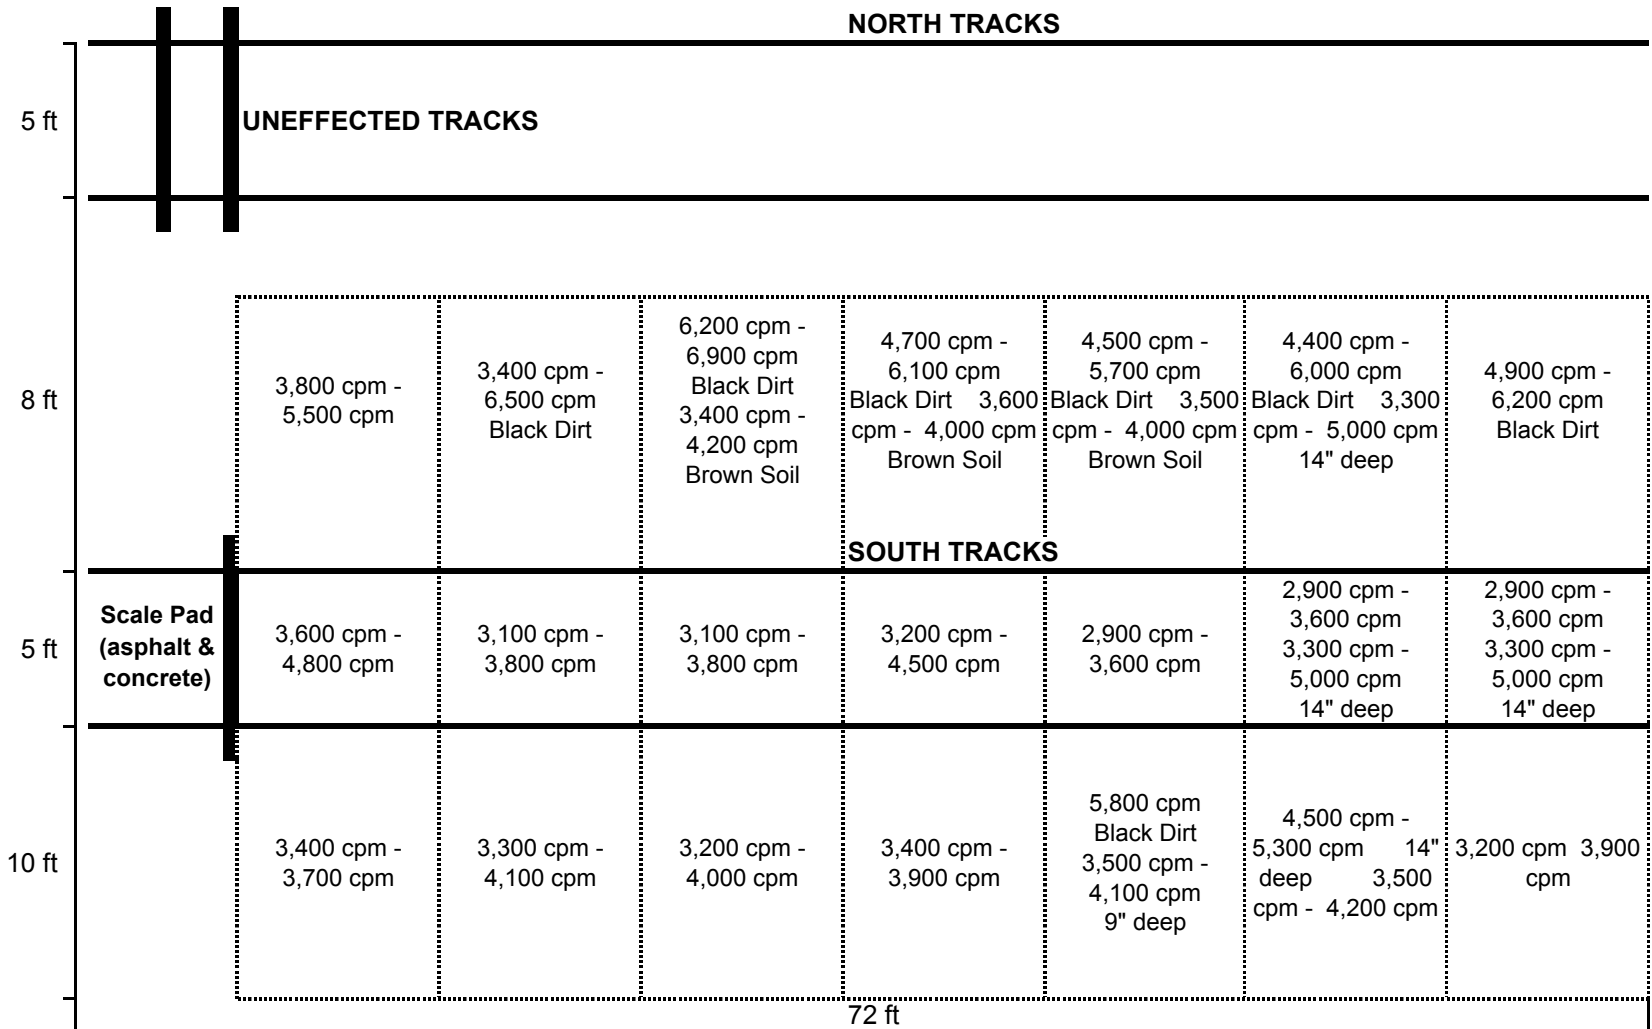 NORTH TRACKS
5 ft
UNEFFECTED TRACKS
8 ft
3,800 cpm -
5,500 cpm
3,400 cpm -
6,500 cpm
Black Dirt
6,200 cpm -
6,900 cpm
Black Dirt
3,400 cpm -
4,200 cpm
Brown Soil
4,700 cpm -
6,100 cpm
Black Dirt 3,600
cpm - 4,000 cpm
Brown Soil
4,500 cpm -
5,700 cpm
Black Dirt 3,500
cpm - 4,000 cpm
Brown Soil
4,400 cpm -
6,000 cpm
Black Dirt 3,300
cpm - 5,000 cpm
14" deep
4,900 cpm -
6,200 cpm
Black Dirt
SOUTH TRACKS
5 ft
Scale Pad
(asphalt &
concrete)
3,600 cpm -
4,800 cpm
3,100 cpm -
3,800 cpm
3,100 cpm -
3,800 cpm
3,200 cpm -
4,500 cpm
2,900 cpm -
3,600 cpm
2,900 cpm -
3,600 cpm
3,300 cpm -
5,000 cpm
14" deep
2,900 cpm -
3,600 cpm
3,300 cpm -
5,000 cpm
14" deep
10 ft
3,400 cpm -
3,700 cpm
3,300 cpm -
4,100 cpm
3,200 cpm -
4,000 cpm
3,400 cpm -
3,900 cpm
5,800 cpm
Black Dirt
3,500 cpm -
4,100 cpm
9" deep
4,500 cpm -
5,300 cpm 14"
deep 3,500
cpm - 4,200 cpm
3,200 cpm 3,900
cpm
72 ft